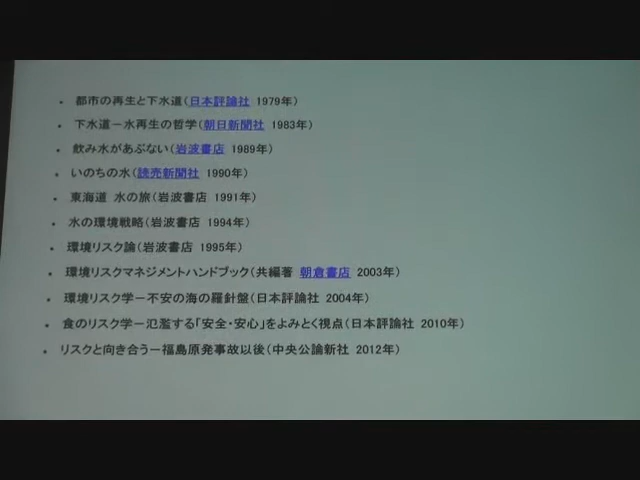 ・ 都市の再生と下水道(日本評論社 1979年)
・ 下水道－水再生の哲学(朝日新聞社 1983年)
・ 飲み水があぶない(岩波書店 1989年)
・ いのちの水(読売新聞社 1990年)
・ 東海道 水の旅(岩波書店 1991年)
・ 水の環境戦略(岩波書店 1994年)
・ 環境リスク論(岩波書店 1995年)
・ 環境リスクマネジメントハンドブック(共編著 朝倉書店 2003年)
・ 環境リスク学－不安の海の羅針盤(日本評論社 2004年)
・ 食のリスク学－氾濫する「安全・安心」をよみとく視点(日本評論社 2010年)
・ リスクと向き合う－福島原発事故以後(中央公論新社 2012年)